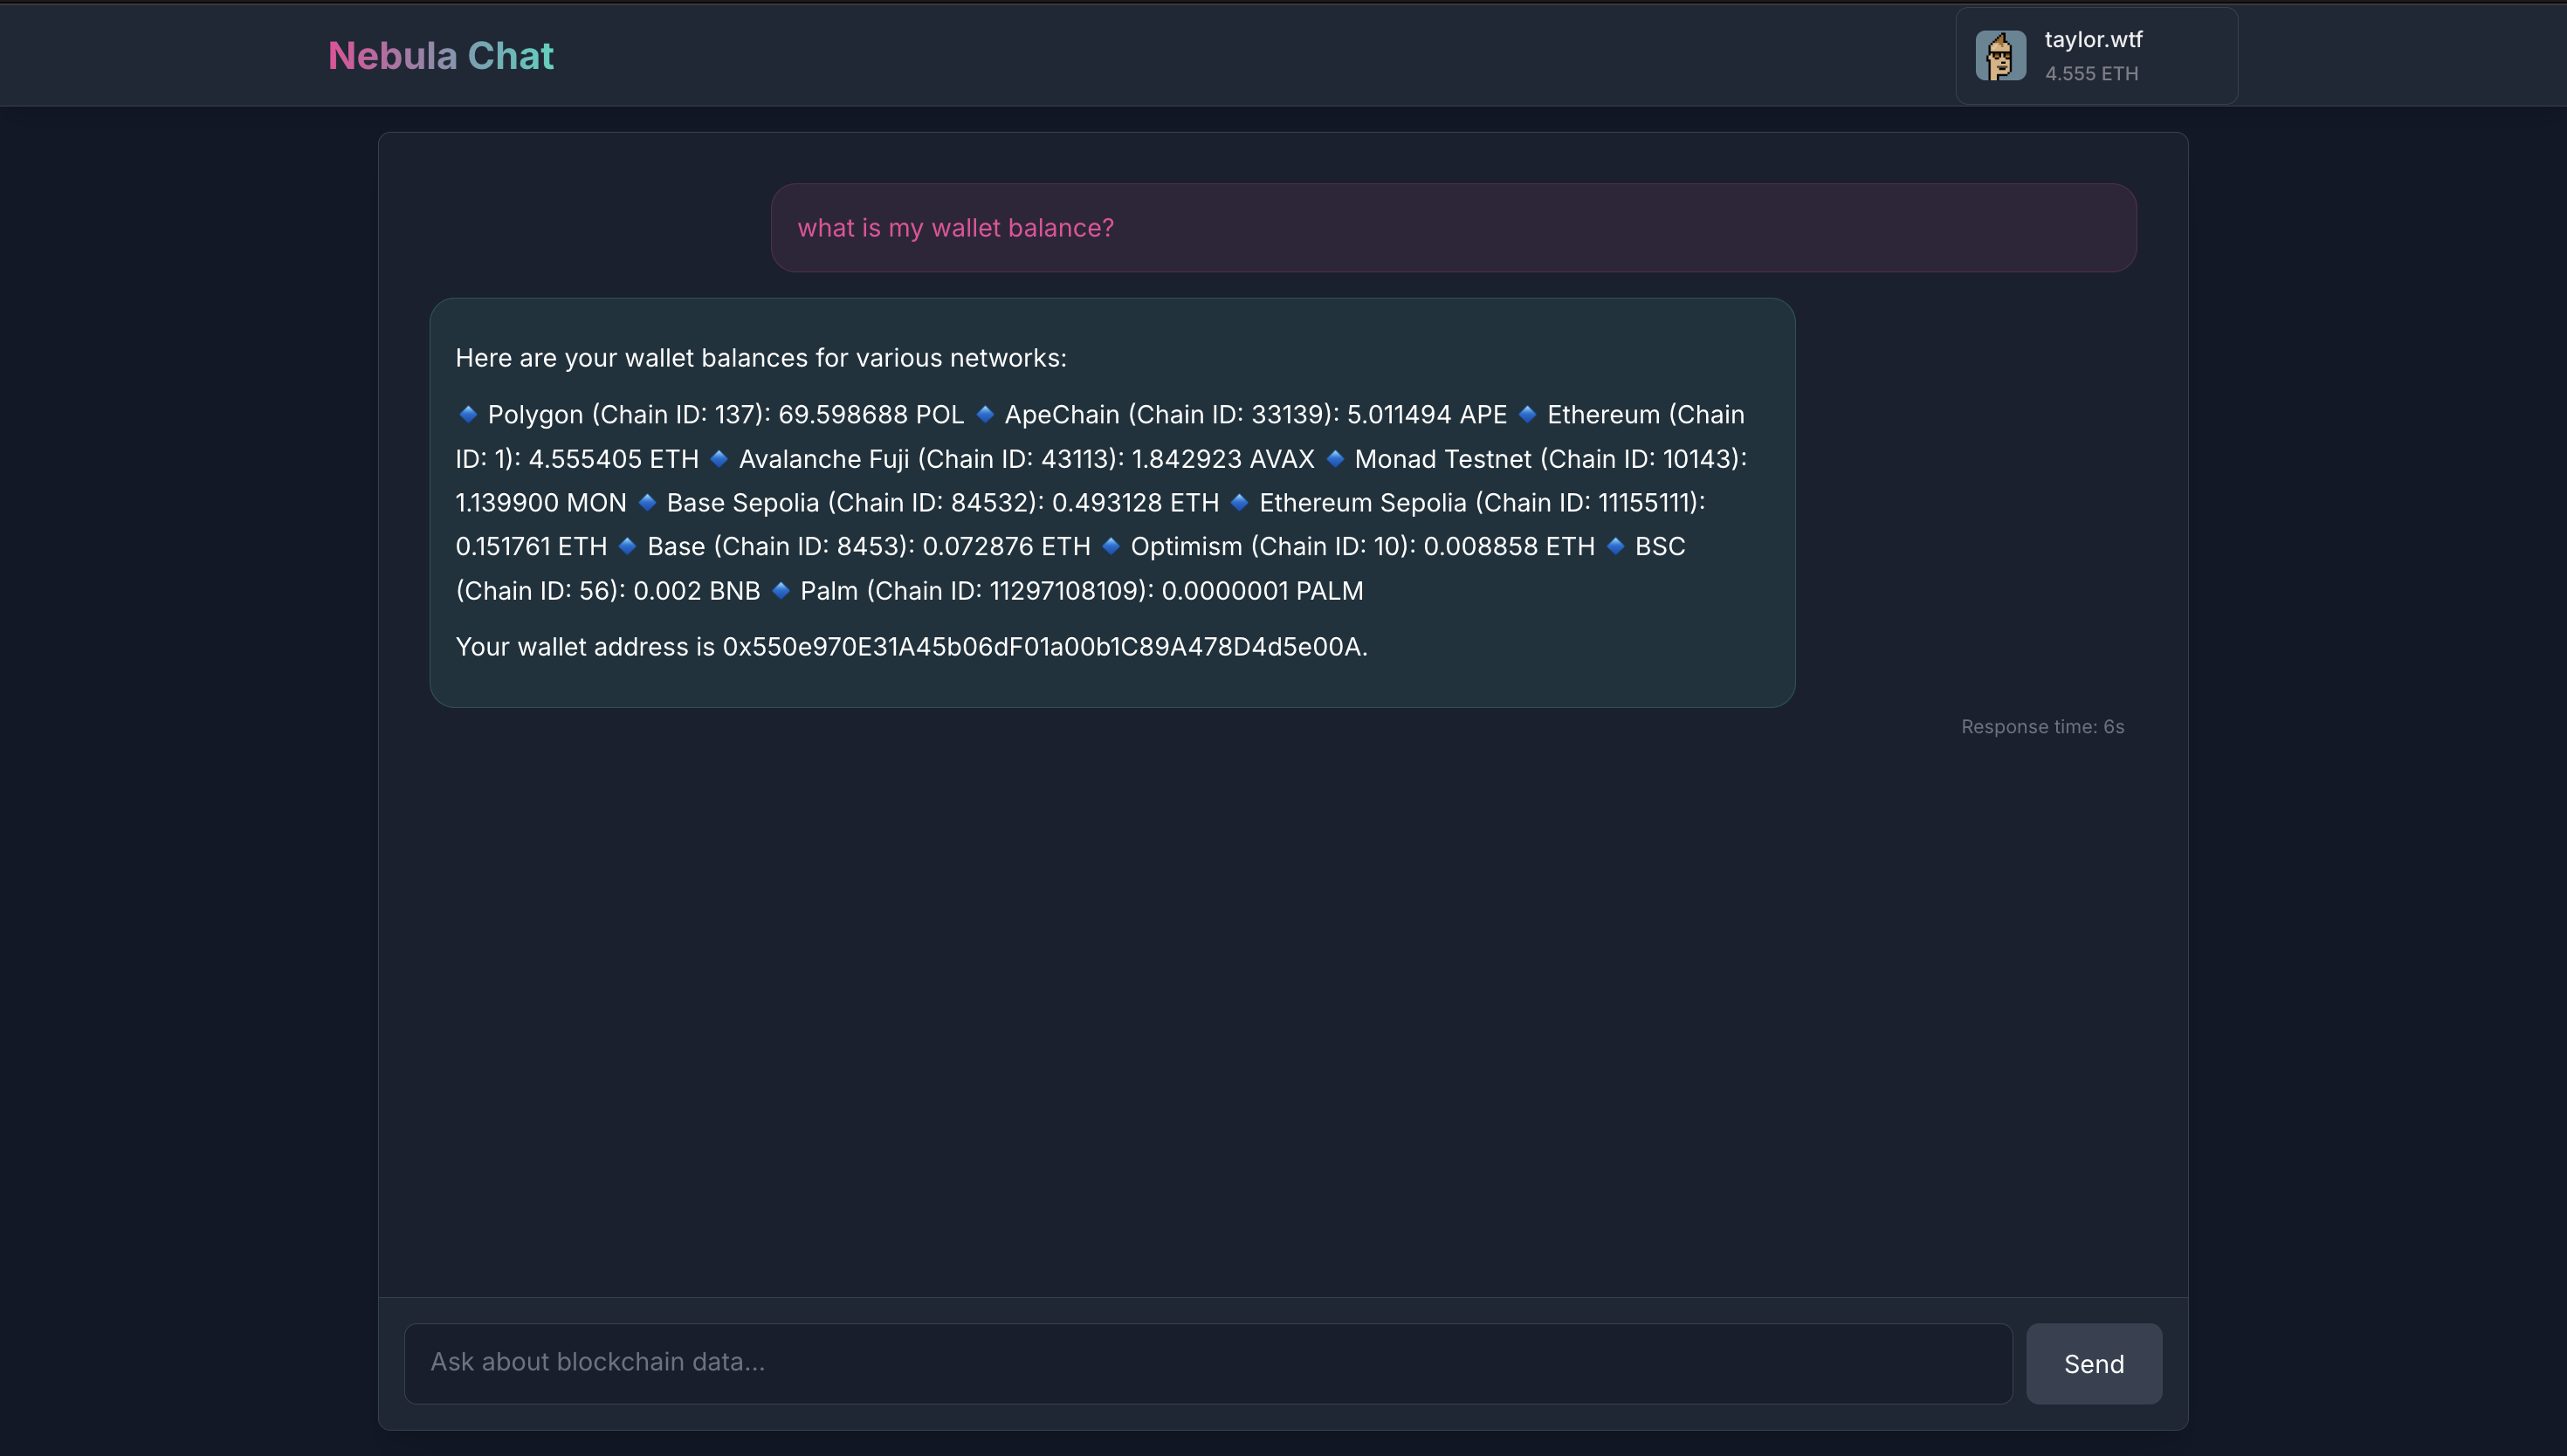 Nebula Chat
taylor.wtf
4.555 ETH
what is my wallet balance?
Here are your wallet balances for various networks:
🔹 Polygon (Chain ID: 137): 69.598688 POL 🔹 ApeChain (Chain ID: 33139): 5.011494 APE 🔹 Ethereum (Chain
ID: 1): 4.555405 ETH 🔹 Avalanche Fuji (Chain ID: 43113): 1.842923 AVAX 🔹 Monad Testnet (Chain ID: 10143):
1.139900 MON 🔹 Base Sepolia (Chain ID: 84532): 0.493128 ETH 🔹 Ethereum Sepolia (Chain ID: 11155111):
0.151761 ETH 🔹 Base (Chain ID: 8453): 0.072876 ETH 🔹 Optimism (Chain ID: 10): 0.008858 ETH 🔹 BSC
(Chain ID: 56): 0.002 BNB 🔹 Palm (Chain ID: 11297108109): 0.0000001 PALM
Your wallet address is 0x550e970E31A45b06dF01a00b1C89A478D4d5e00A.
Response time: 6s
Ask about blockchain data...
Send